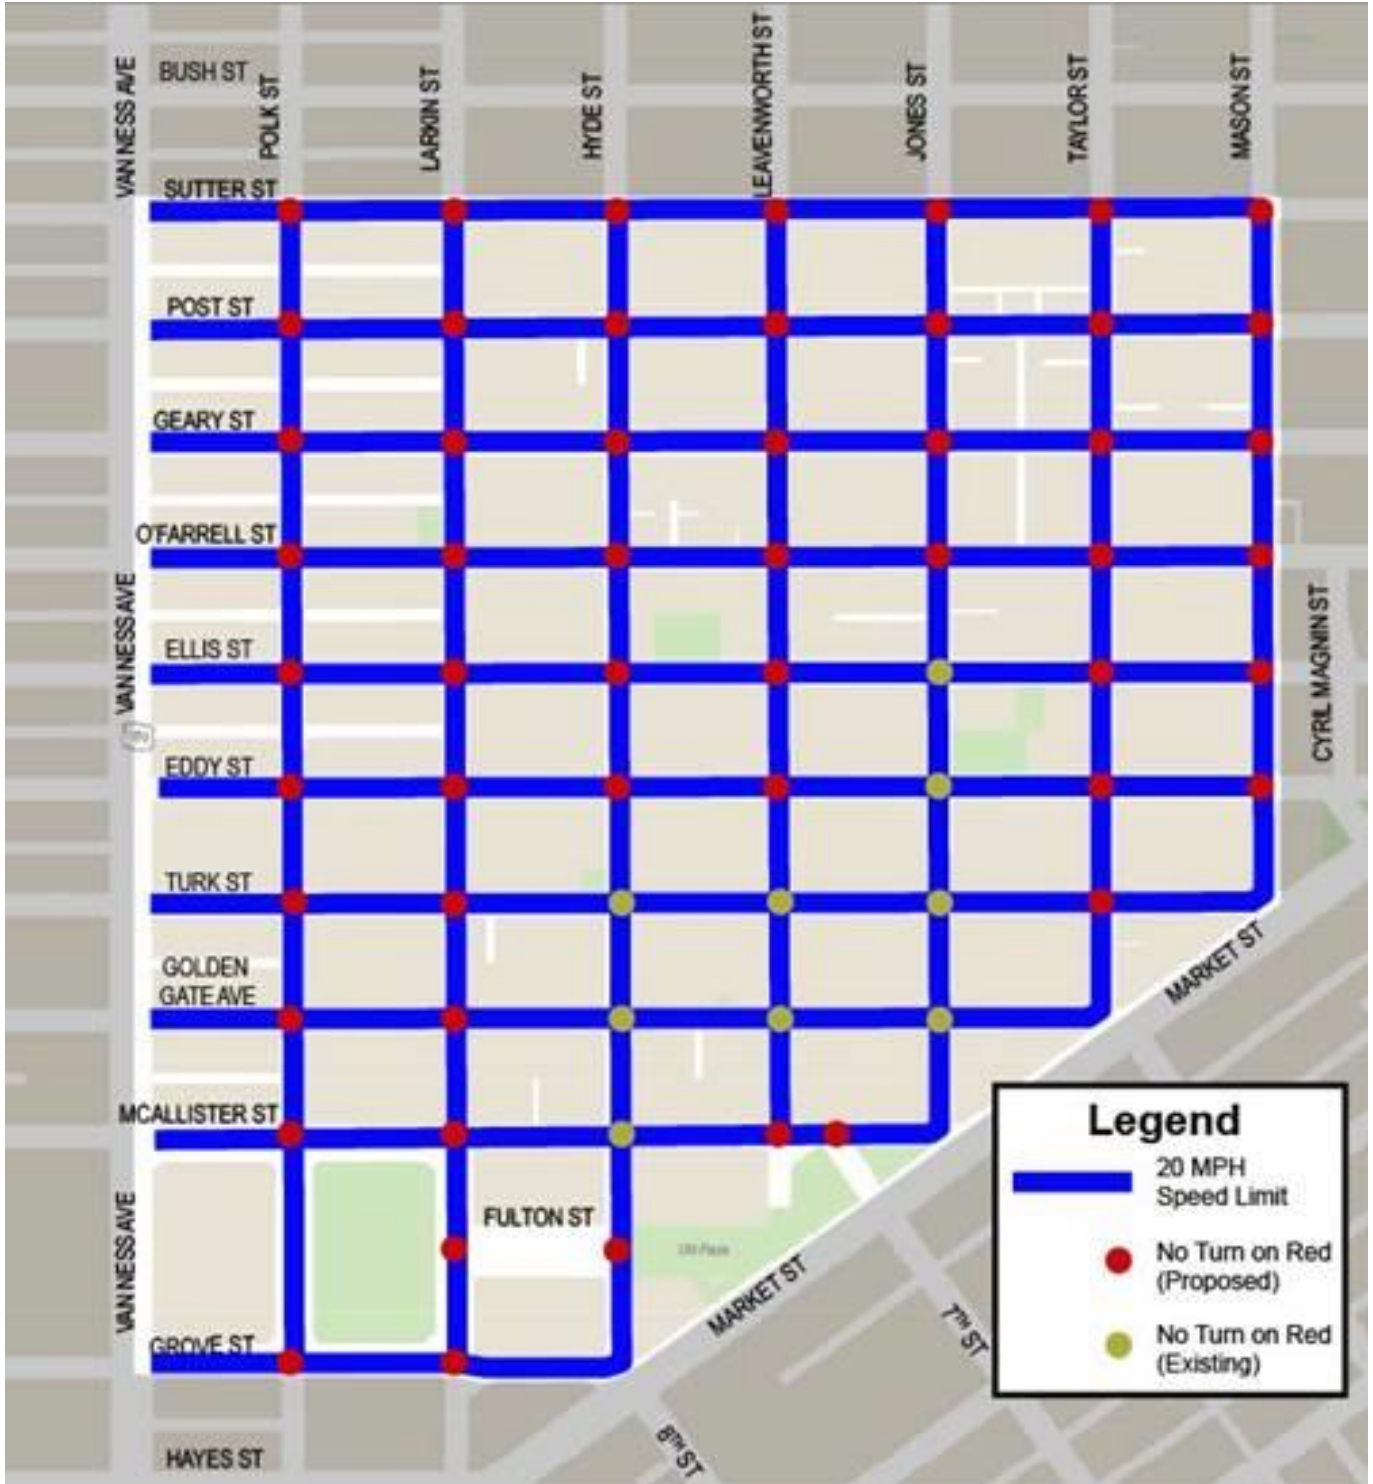 BUSH ST
VAN NESS AVE
POLK ST
LARKIN ST
HYDE ST
LEAVENWORTH ST
JONES ST
TAYLOR ST
MASON ST
SUTTER ST
POST ST
GEARY ST
O'FARRELL ST
VAN NESS AVE
ELLIS ST
CYRIL MAGNIN ST
EDDY ST
TURK ST
GOLDEN
GATE AVE
MARKET ST
MCALLISTER ST
Legend
20 MPH
Speed Limit
No Turn on Red
(Proposed)
No Turn on Red
(Existing)
VAN NESS AVE
FULTON ST
UN Plaza
MARKET ST
7TH ST
GROVE ST
8TH ST
HAYES ST